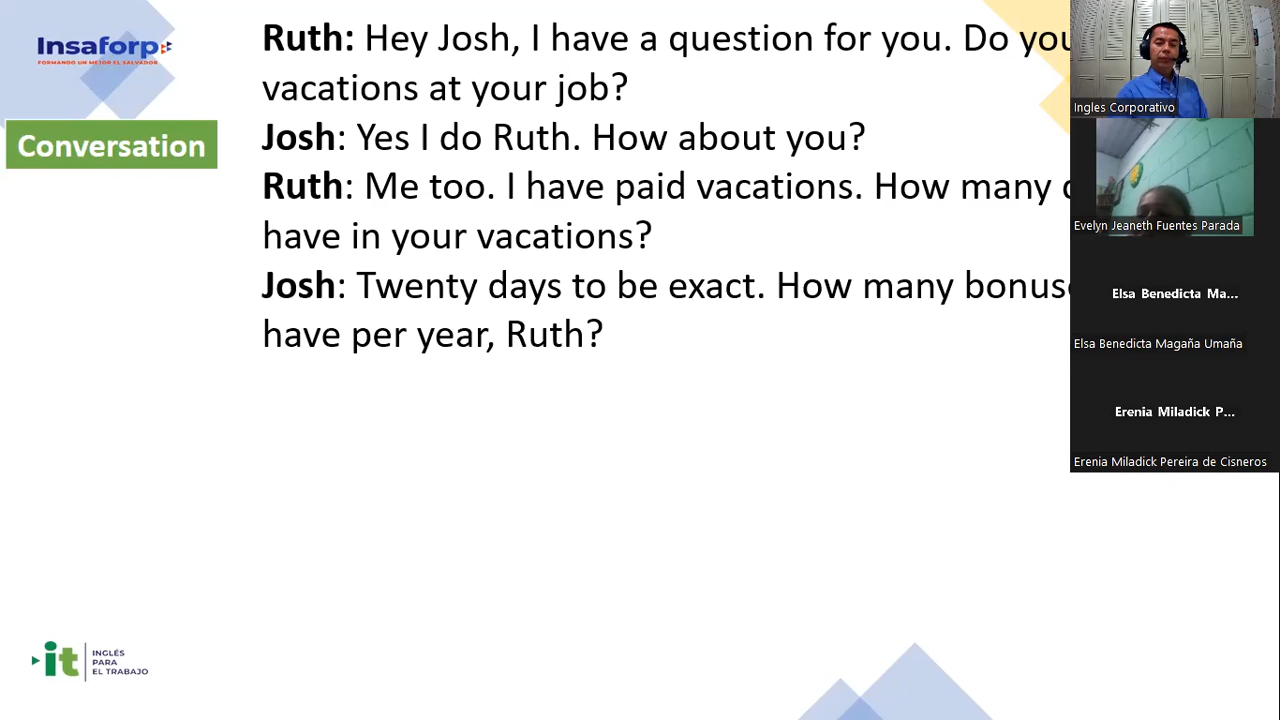 Insaforp
FORMANDO UN MEJOR EL SALVADOR
Conversation
Ruth: Hey Josh, I have a question for you. Do you
vacations at your job?
Josh: Yes I do Ruth. How about you?
Ruth: Me too. I have paid vacations. How many
have in your vacations?
Josh: Twenty days to be exact. How many
have per year, Ruth?
it
INGLÉS
PARA
EL TRABAJO
Ingles Corporativo
Evelyn Jeaneth Fuentes Parada
Elsa Benedicta Ma...
Elsa Benedicta Magaña Umaña
Erenia Miladick P...
Erenia Miladick Pereira de Cisneros